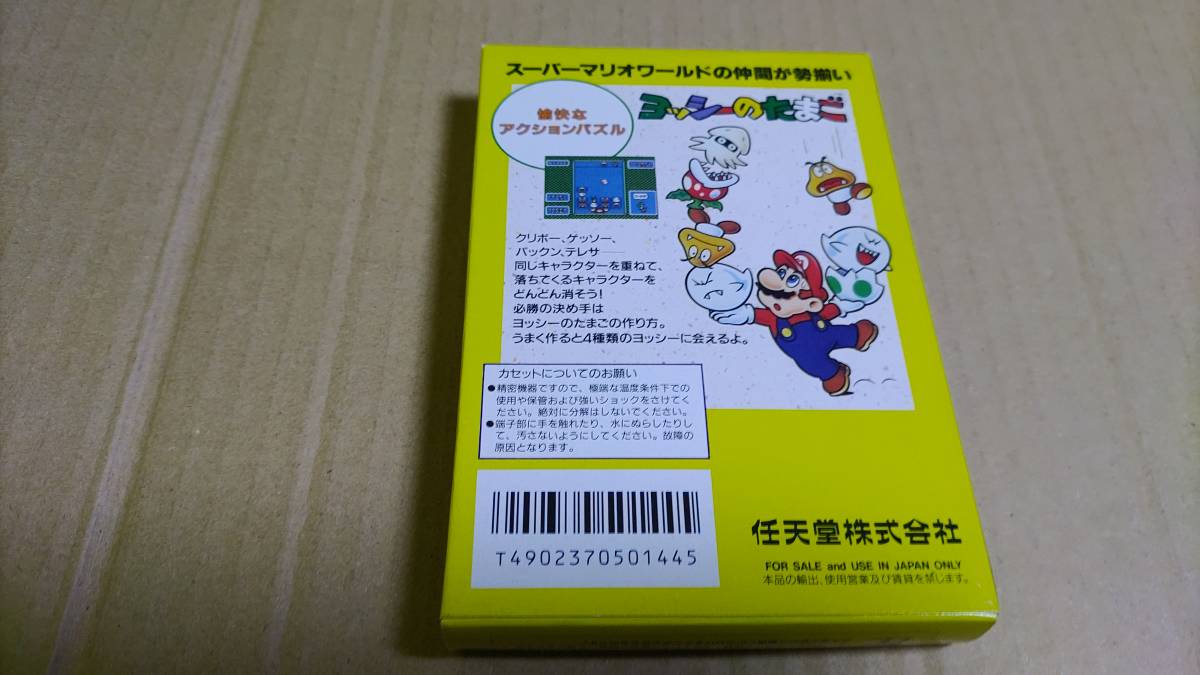 スーパーマリオワールドの仲間が勢揃い
愉快な
アクションパズル
ヨッシーのたまご
クリボー、ゲッソー、
パックン、テレサ――
同じキャラクターを重ねて、
落ちてくるキャラクターを
どんどん消そう!
必勝の決め手は
ヨッシーのたまごの作り方。
うまく作ると4種類のヨッシーに会えるよ。
カセットについてのお願い
●精密機器ですので、極端な温度条件下での
使用や保管および強いショックをさけてく
ださい。絶対に分解はしないでください。
●端子部に手を触れたり、水にぬらしたりし
て、汚さないようにしてください。故障の
原因となります。
T4902370501445
任天堂株式会社
FOR SALE and USE IN JAPAN ONLY
本品の輸出、使用営業及び賃貸を禁じます。